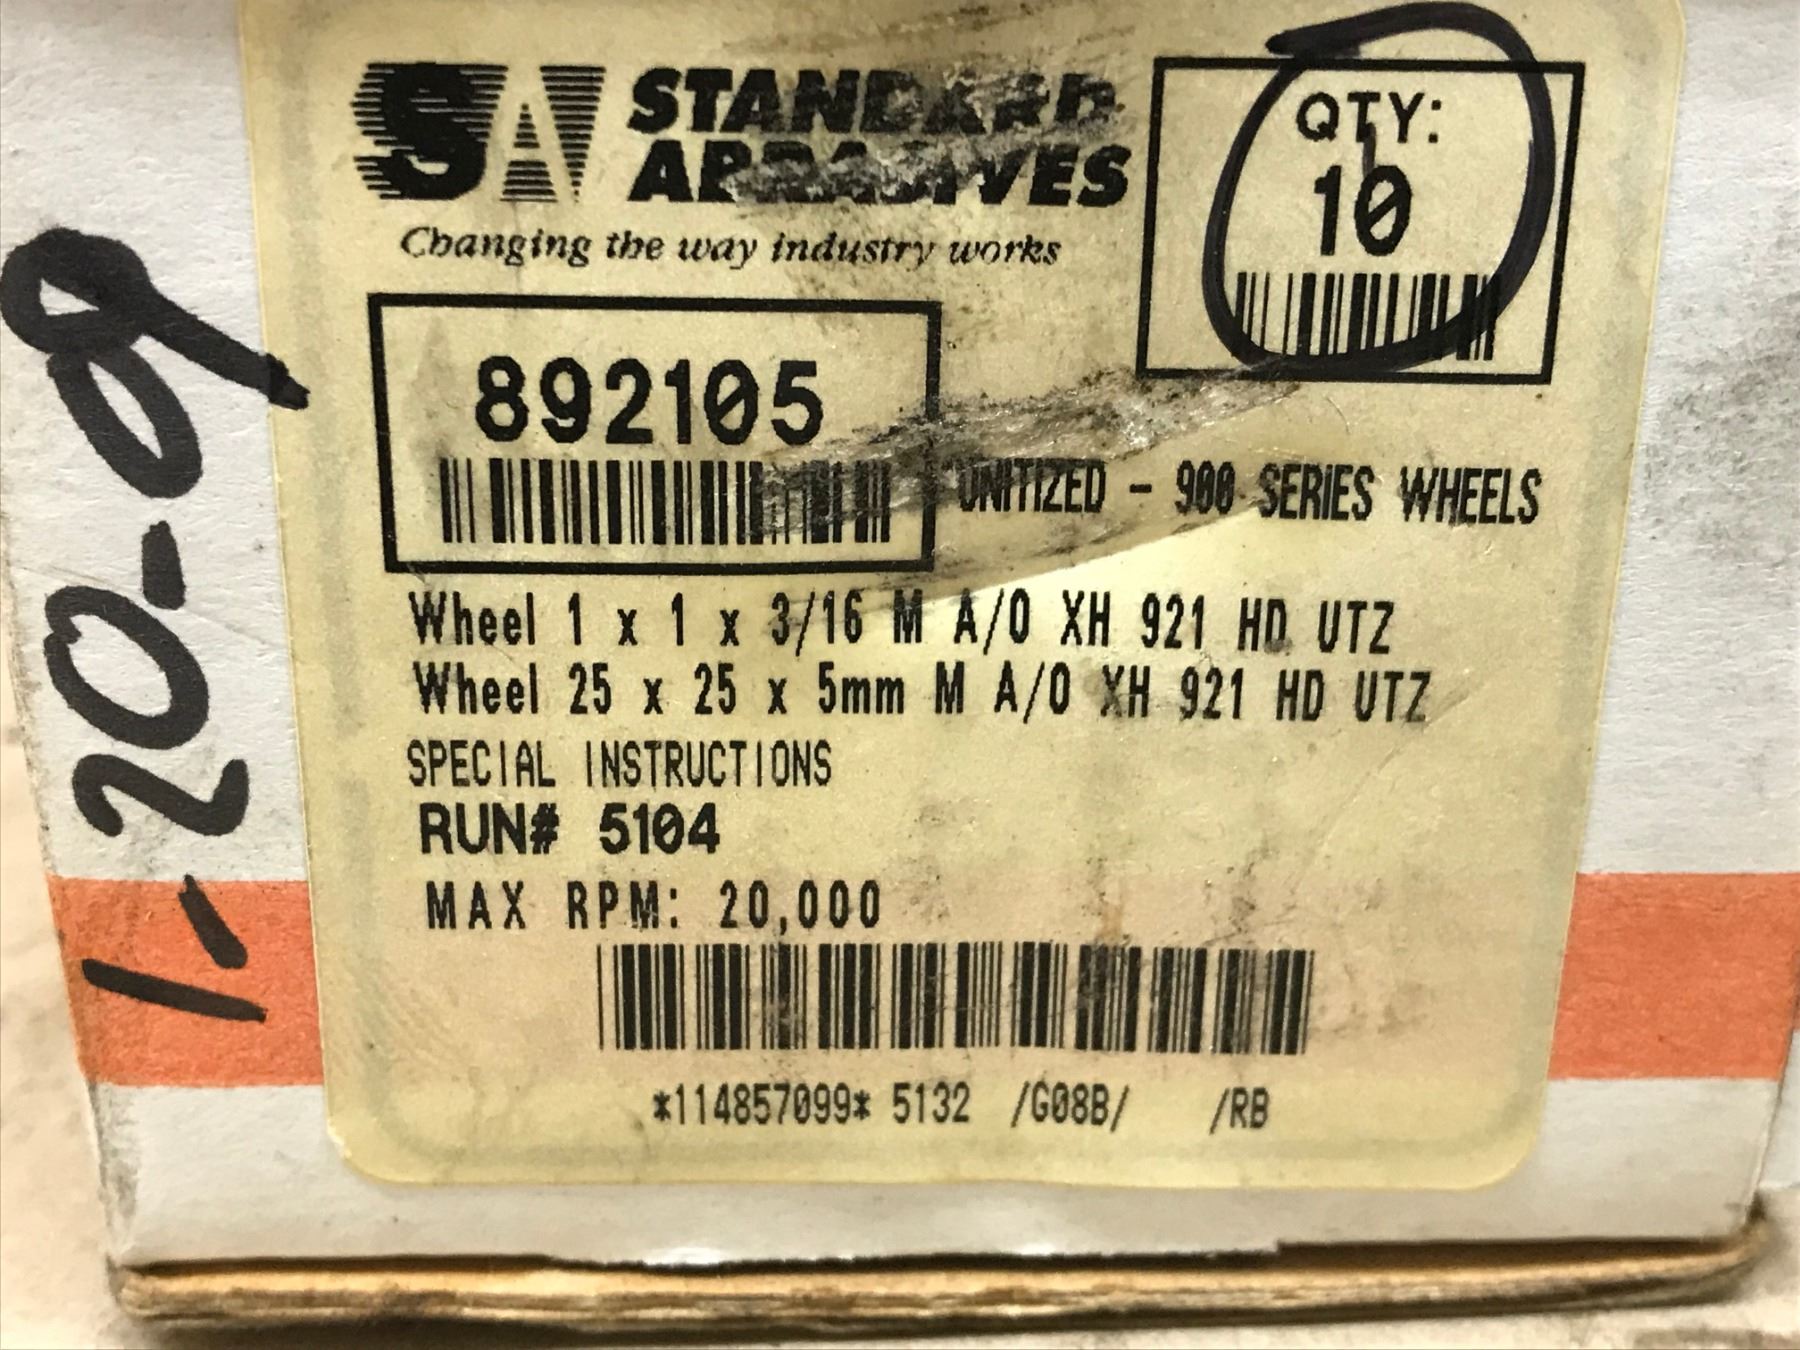 SA STANDARD
ABRASIVES
Changing the way industry works
QTY:
10
892105
UNITIZED - 900 SERIES WHEELS
Wheel 1 x 1 x 3/16 M A/O XH 921 HD UTZ
Wheel 25 x 25 x 5mm M A/O XH 921 HD UTZ
SPECIAL INSTRUCTIONS
RUN# 5104
MAX RPM: 20,000
*114857099* 5132 /G08B/ /RB
1-20-09